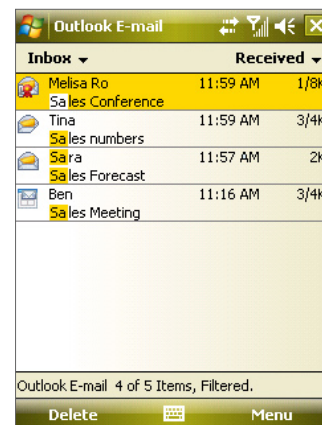 Outlook E-mail
Inbox Received
Melisa Ro 11:59 AM 1/8K
Sales Conference
Tina 11:59 AM 3/4K
Sales numbers
Sara 11:57 AM 2K
Sales Forecast
Ben 11:16 AM 3/4K
Sales Meeting
Outlook E-mail 4 of 5 Items, Filtered.
Delete Menu